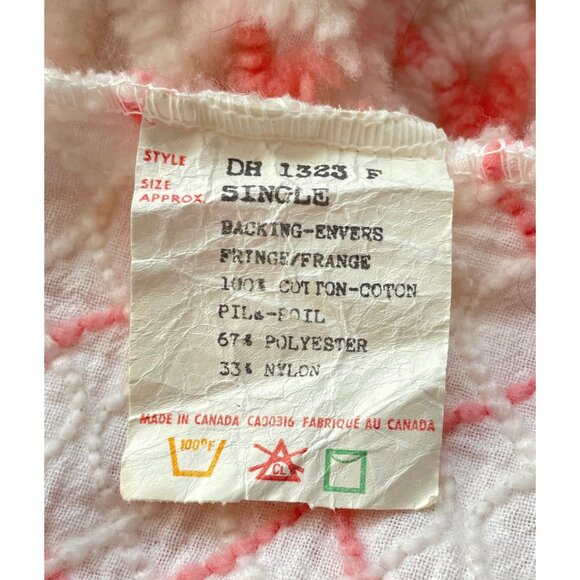 STYLE DH 1323 F
SIZE APPROX. SINGLE
BACKING-ENVERS
FRINGE/FRANGE
100% COTTON-COTON
PILE-POIL
67% POLYESTER
33% NYLON
MADE IN CANADA CA00316 FABRIQUÉ AU CANADA
100°F CL